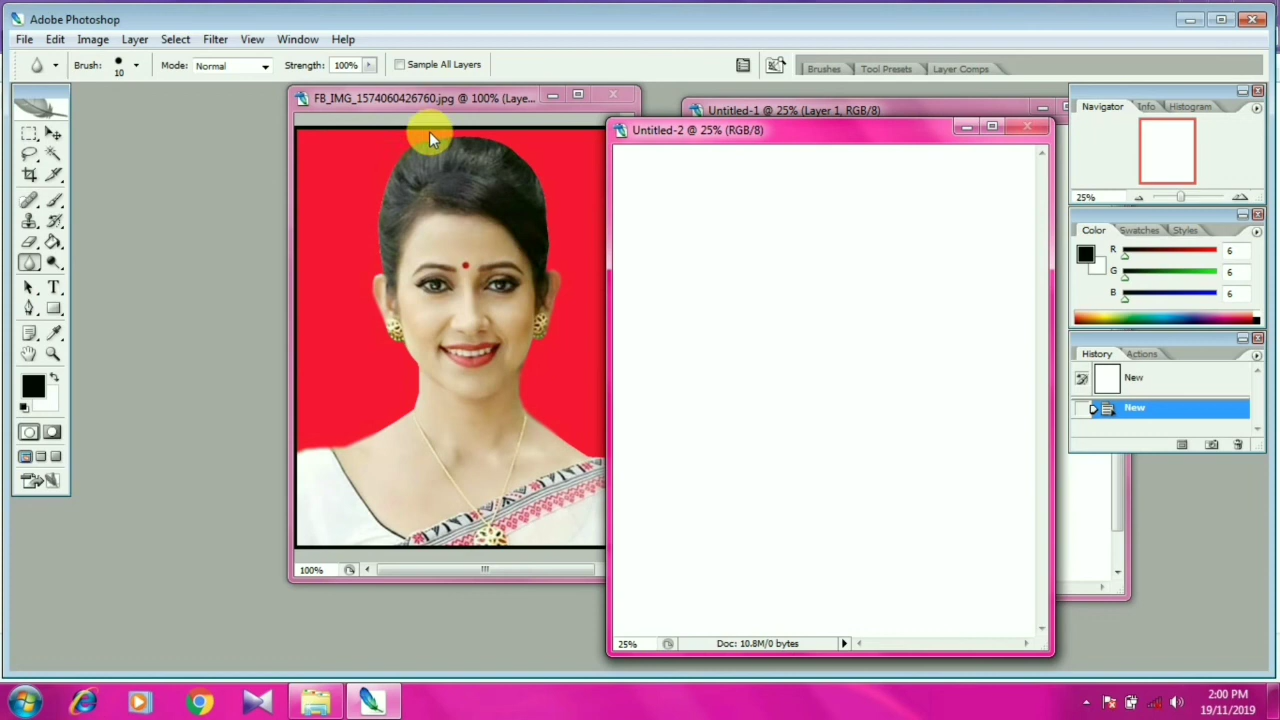 Adobe Photoshop
File Edit Image Layer Select Filter View Window Help
Brush: 10 Mode: Normal Strength: 100% Sample All Layers Brushes Tool Presets Layer Comps
FB_IMG_1574060426760.jpg @ 100% (Laye...
Untitled-1 @ 25% (Layer 1, RGB/8)
Untitled-2 @ 25% (RGB/8)
Navigator Info Histogram
25%
Color Swatches Styles
R 6
G 6
B 6
History Actions
New
New
100%
25% Doc: 10.8M/0 bytes
2:00 PM
19/11/2019